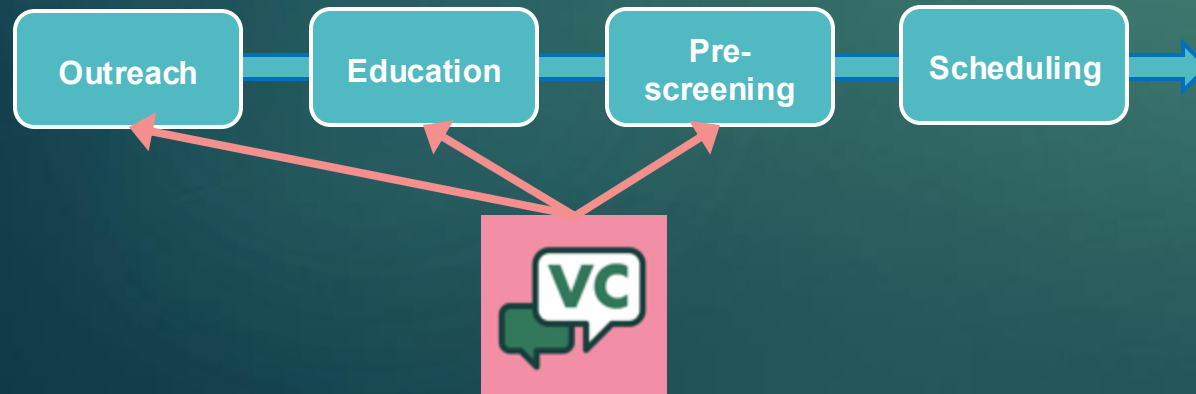 Outreach
Education
Pre-
screening
Scheduling
VC